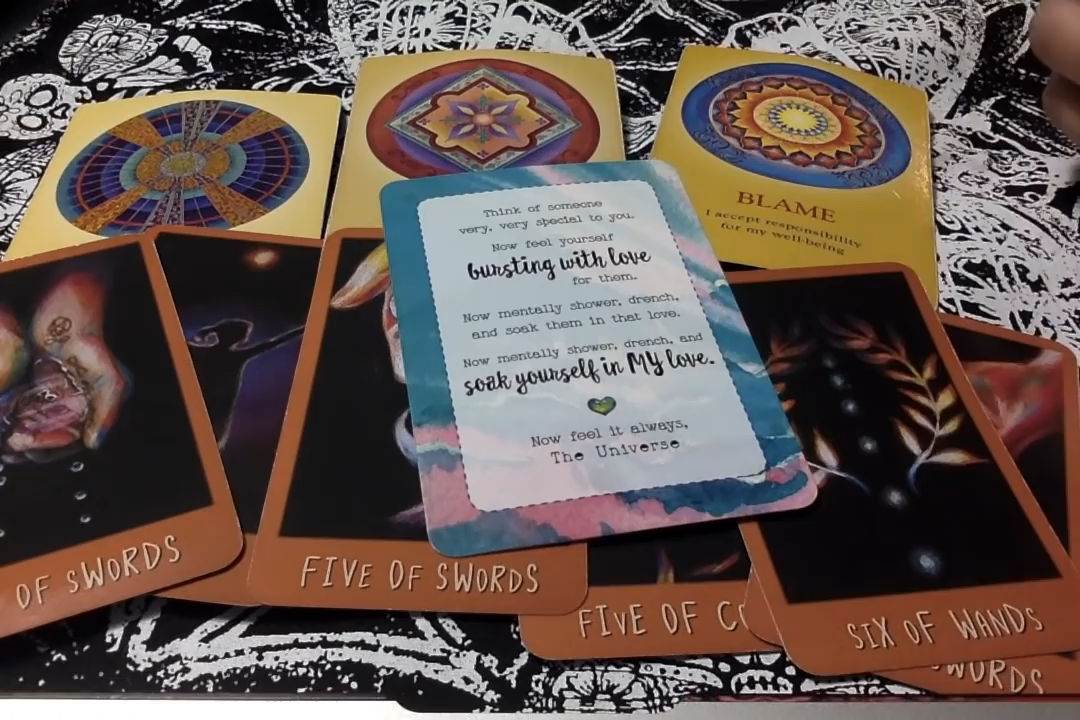 BLAME
I accept responsibility
for my well-being
Think of someone
very, very special to you.
Now feel yourself
bursting with love
for them.
Now mentally shower, drench,
and soak them in that love.
Now mentally shower, drench, and
soak yourself in MY love.
Now feel it always,
The Universe
OF SWORDS
FIVE OF SWORDS
FIVE OF
SIX OF WANDS
SWORDS